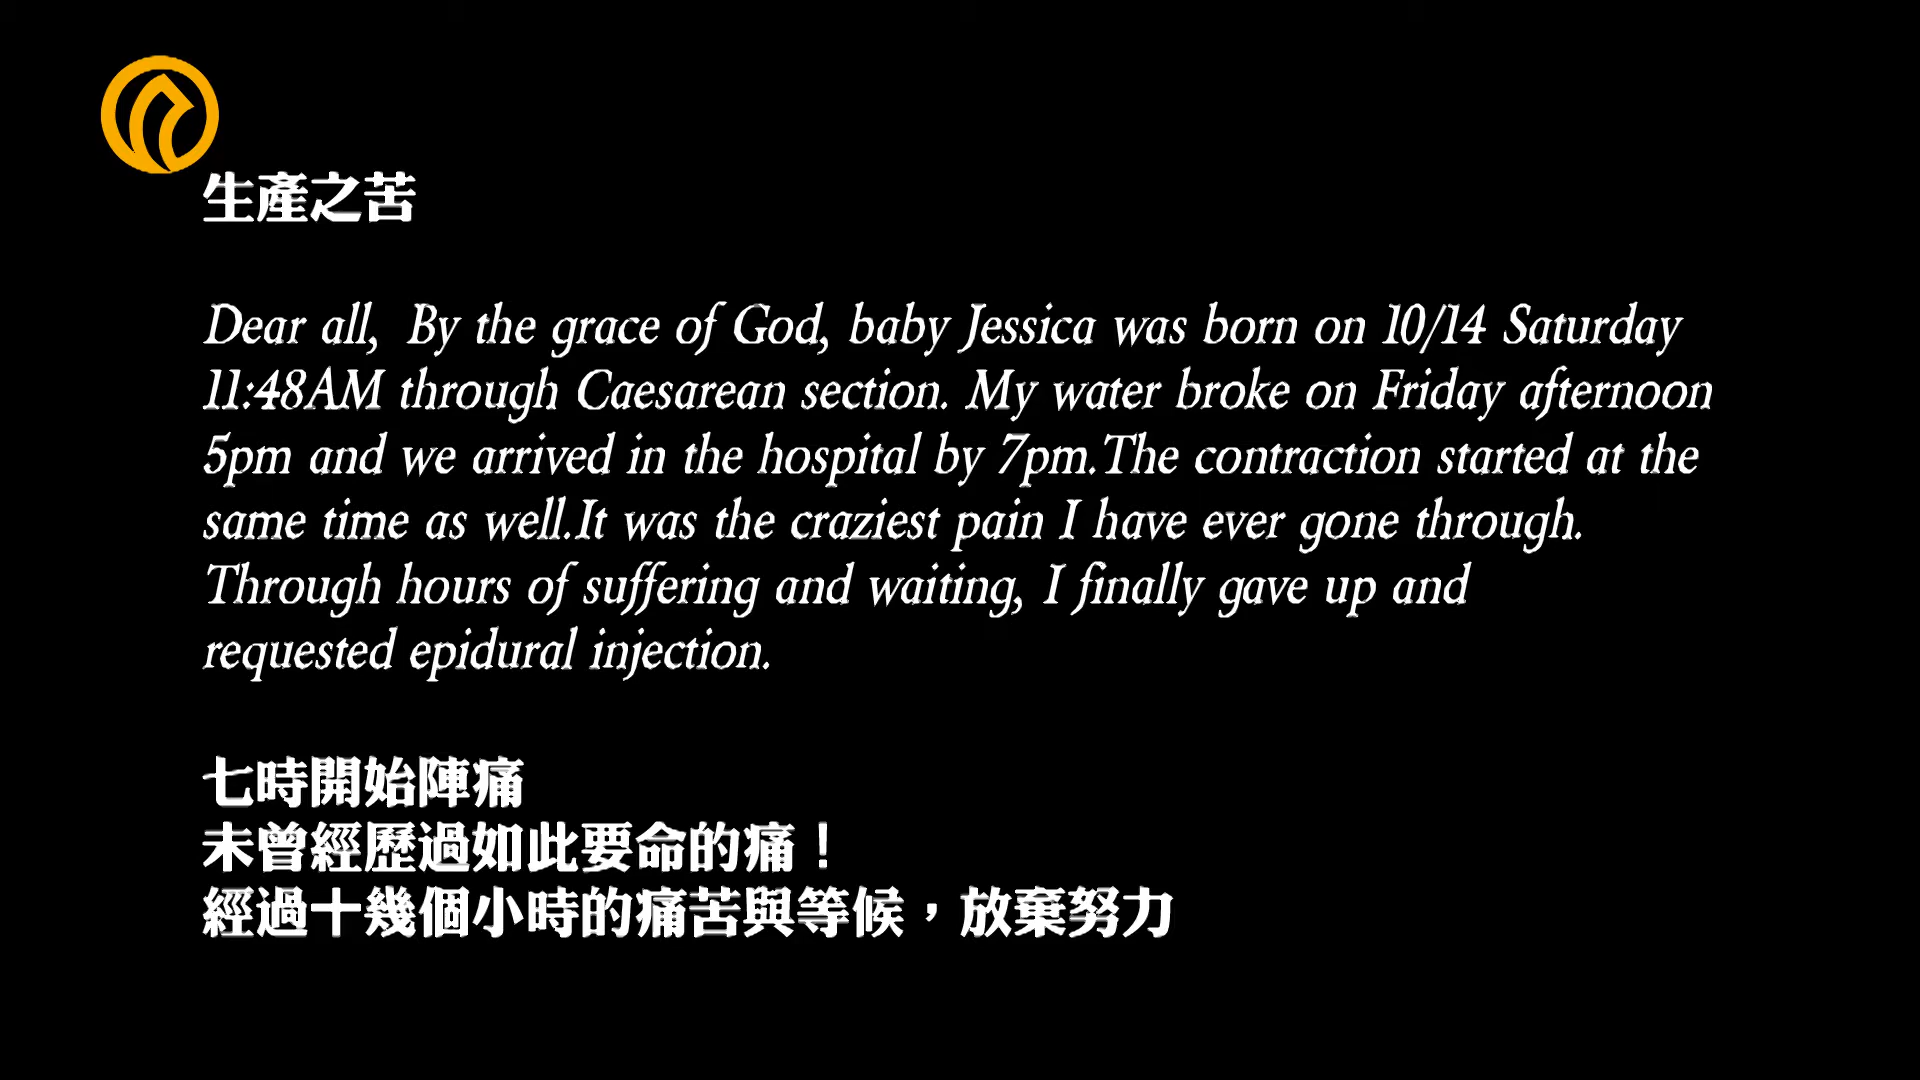 生產之苦
Dear all,  By the grace of God, baby Jessica was born on 10/14 Saturday
11:48AM through Caesarean section. My water broke on Friday afternoon
5pm and we arrived in the hospital by 7pm.The contraction started at the
same time as well.It was the craziest pain I have ever gone through.
Through hours of suffering and waiting, I finally gave up and
requested epidural injection.
七時開始陣痛
未曾經歷過如此要命的痛！
經過十幾個小時的痛苦與等候，放棄努力